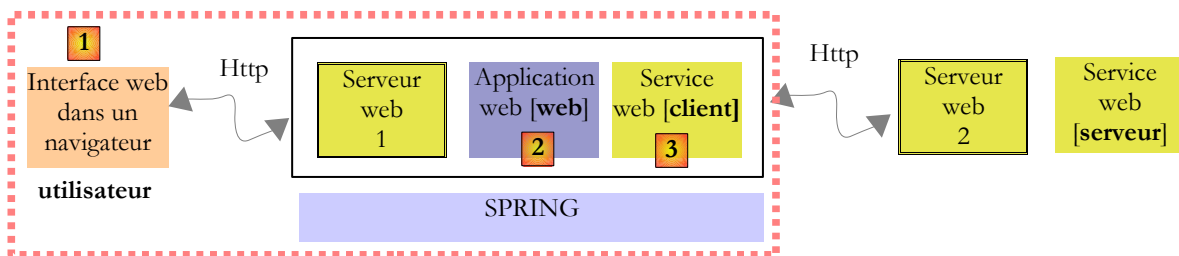 1
Interface web
dans un
navigateur
utilisateur
Http
Serveur
web
1
Application
web [web]
2
Service
web [client]
3
SPRING
Http
Serveur
web
2
Service
web
[serveur]